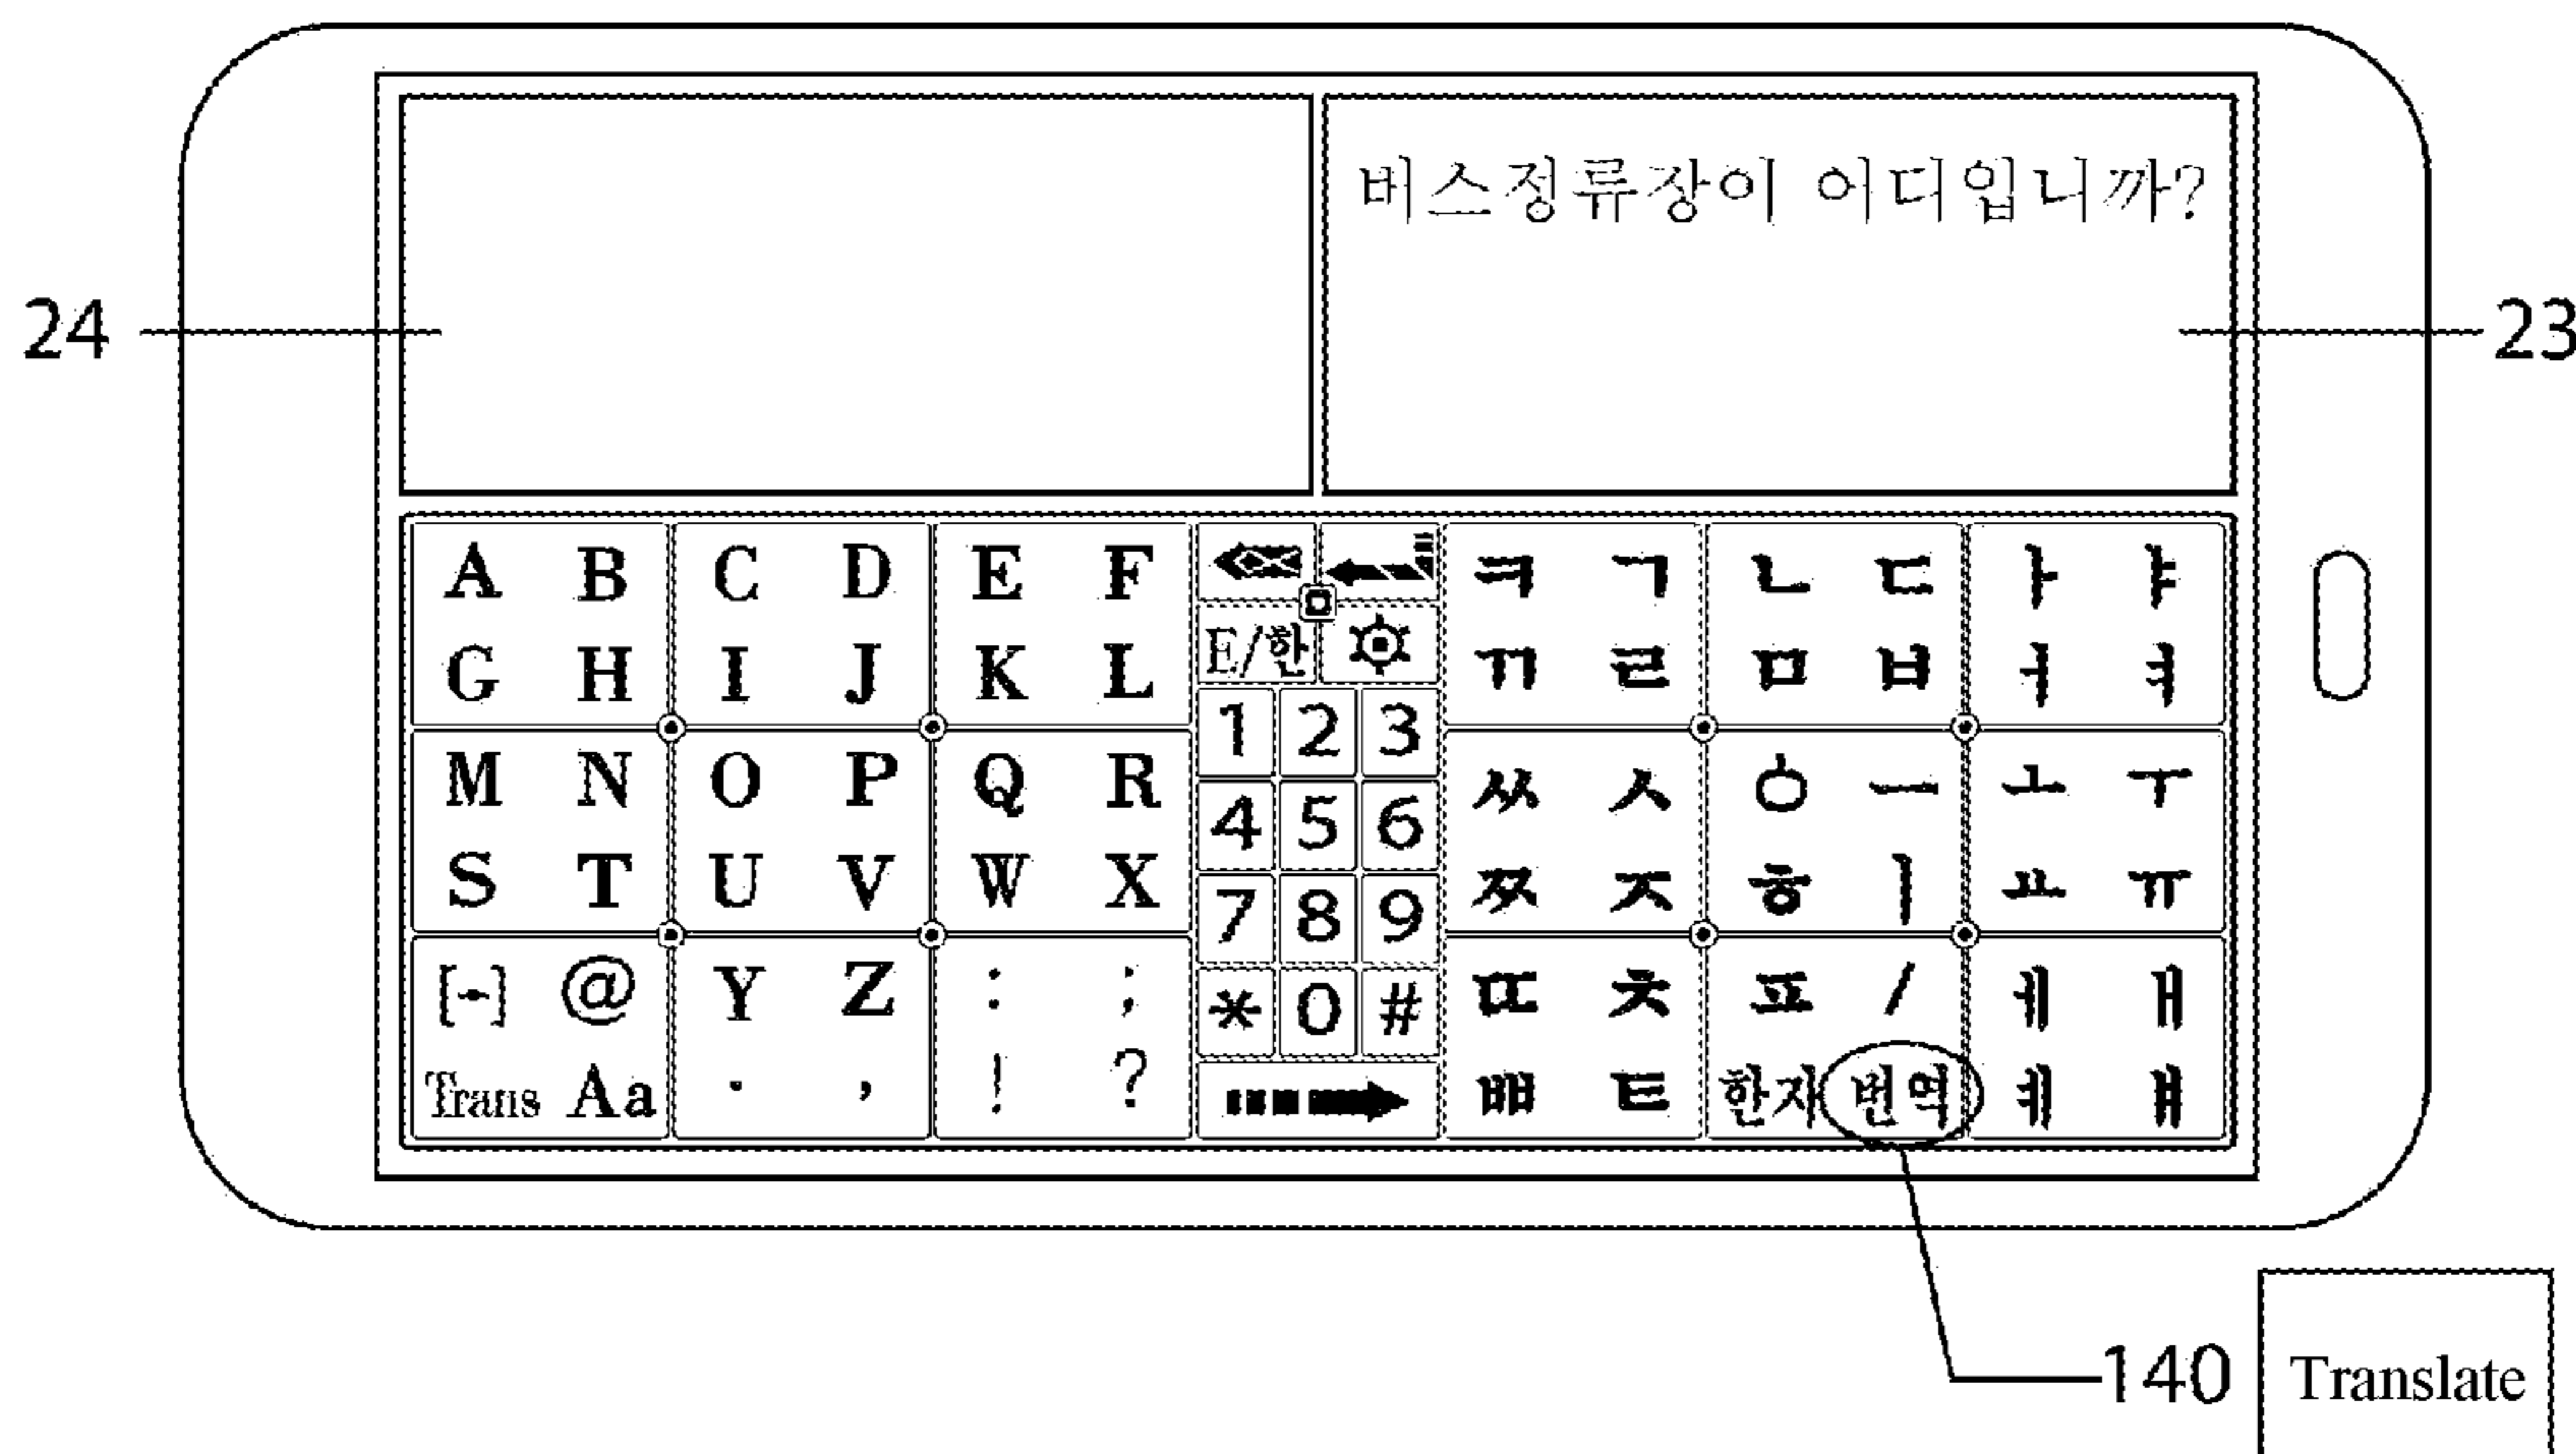 버스정류장이 어디입니까?
24
23
A B C D E F
G H I J K L
M N O P Q R
S T U V W X
[-] @ Y Z : ;
Trans Aa . , ! ?
E/한
1 2 3
4 5 6
7 8 9
* 0 #
ㅋ ㄱ ㄴ ㄷ ㅏ ㅑ
ㄲ ㄹ ㅁ ㅂ ㅓ ㅕ
ㅆ ㅅ ㅇ ㅡ ㅗ ㅜ
ㅉ ㅈ ㅎ ㅣ ㅛ ㅠ
ㄸ ㅊ ㅍ / ㅔ ㅐ
ㅃ ㅌ 한자 번역 ㅖ ㅒ
140
Translate